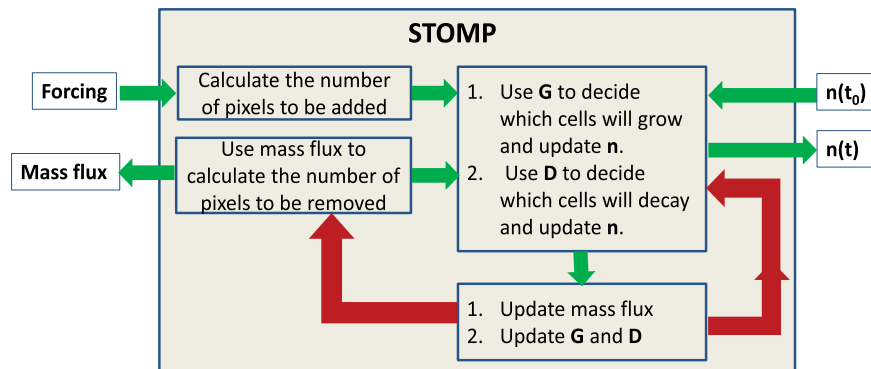 STOMP
Forcing
Calculate the number
of pixels to be added
Mass flux
Use mass flux to
calculate the number of
pixels to be removed
1. Use G to decide
which cells will grow
and update n.
2. Use D to decide
which cells will decay
and update n.
n(t₀)
n(t)
1. Update mass flux
2. Update G and D